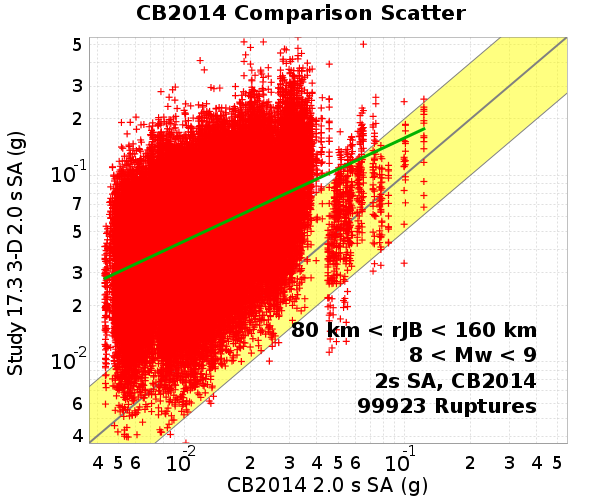 CB2014 Comparison Scatter
Study 17.3 3-D 2.0 s SA (g)
5
3
2
10-1
7
5
3
2
10-2
6
4
80 km < rJB < 160 km
8 < Mw < 9
2s SA, CB2014
99923 Ruptures
4 5 6 10-2 2 3 4 5 6 10-1 2 3 4 5
CB2014 2.0 s SA (g)